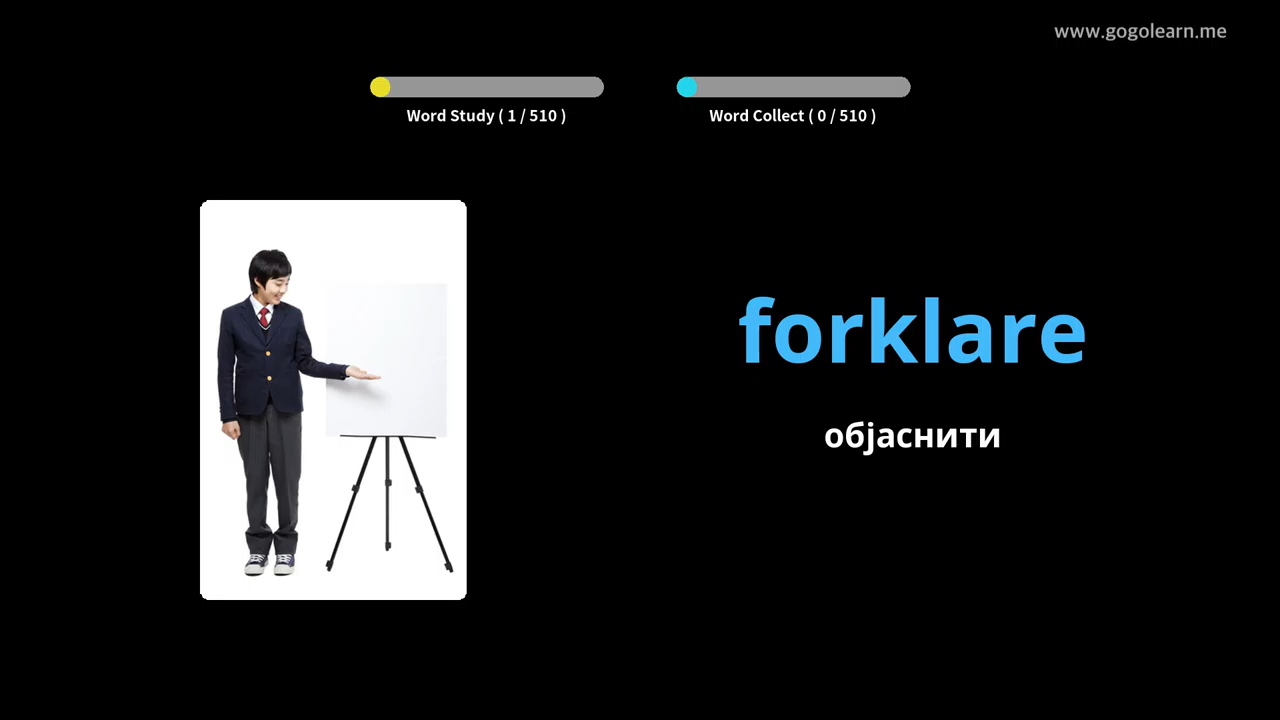 www.gogolearn.me
Word Study ( 1 / 510 )
Word Collect ( 0 / 510 )
forklare
објаснити